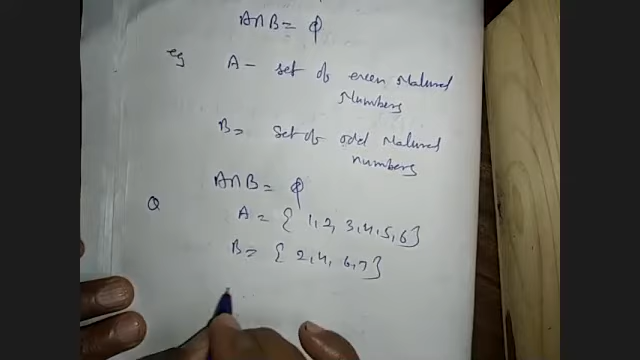 A∩B = ϕ
eg A - set of even Natural
Numbers
B = set of odd Natural
numbers
A∩B = ϕ
Q A = { 1, 2, 3, 4, 5, 6 }
B = { 2, 4, 6, 7 }